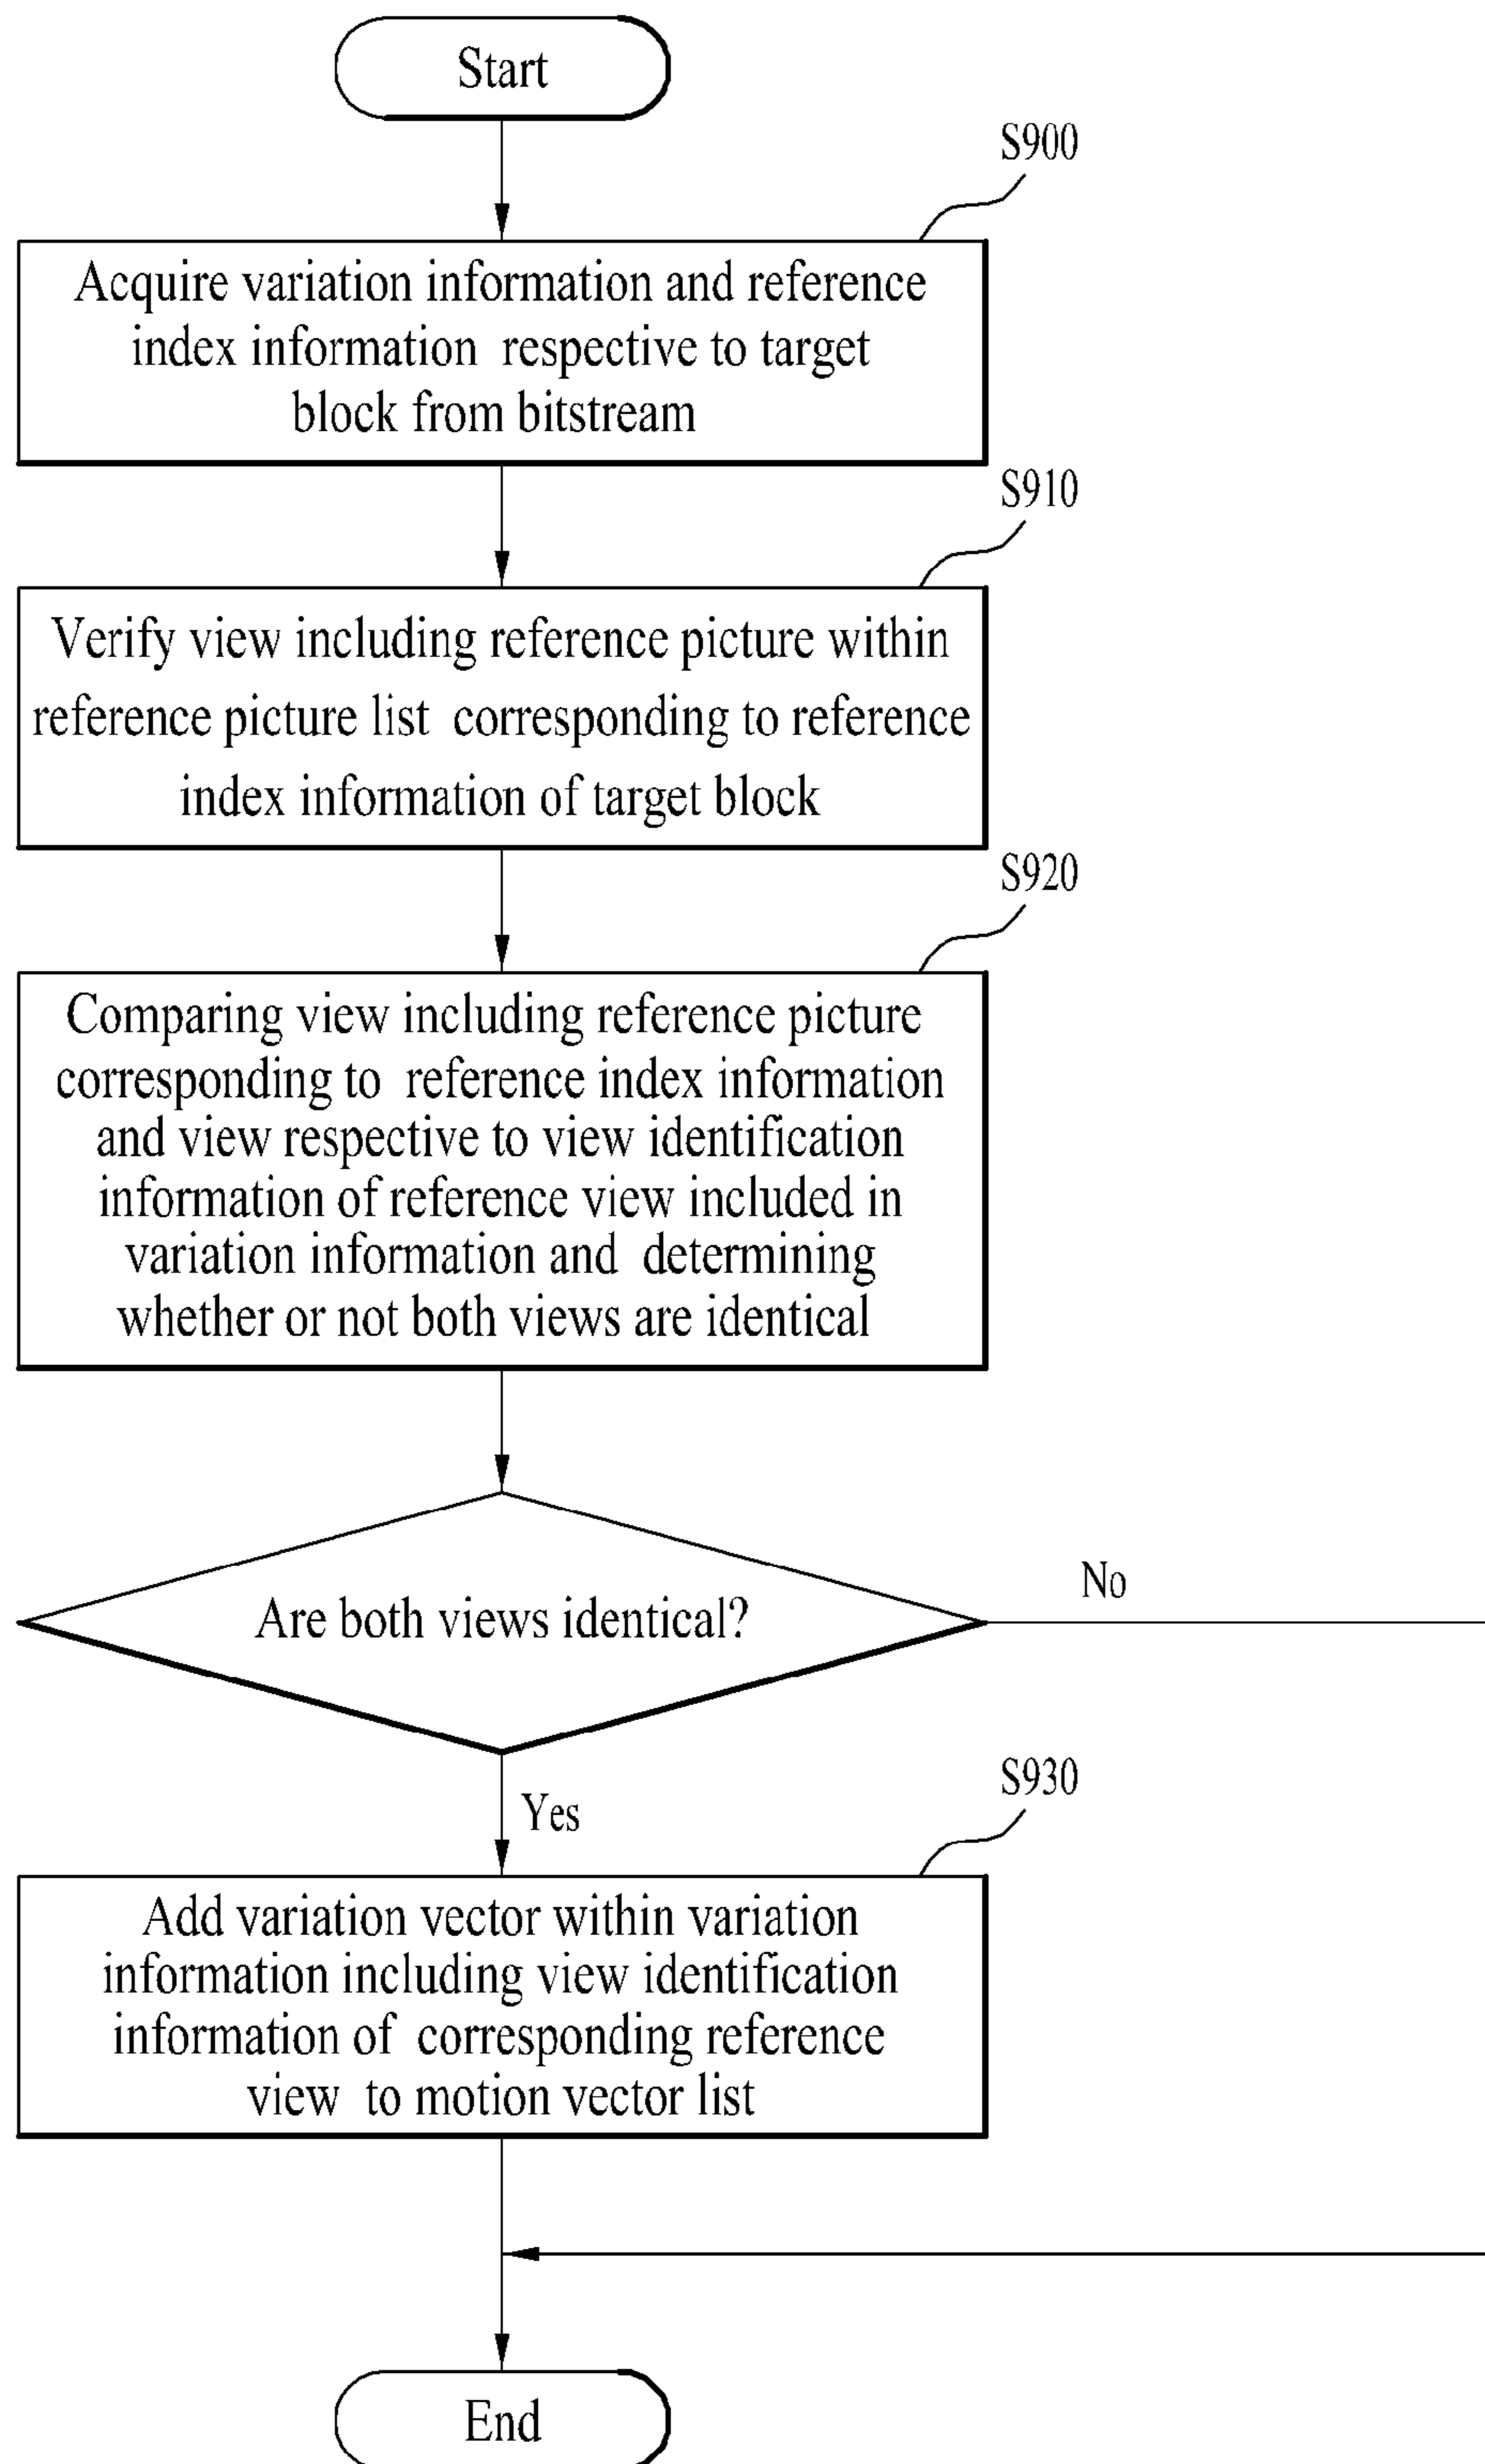 Start
S900
Acquire variation information and reference
index information respective to target
block from bitstream
S910
Verify view including reference picture within
reference picture list corresponding to reference
index information of target block
S920
Comparing view including reference picture
corresponding to reference index information
and view respective to view identification
information of reference view included in
variation information and determining
whether or not both views are identical
Are both views identical?
No
Yes
S930
Add variation vector within variation
information including view identification
information of corresponding reference
view to motion vector list
End